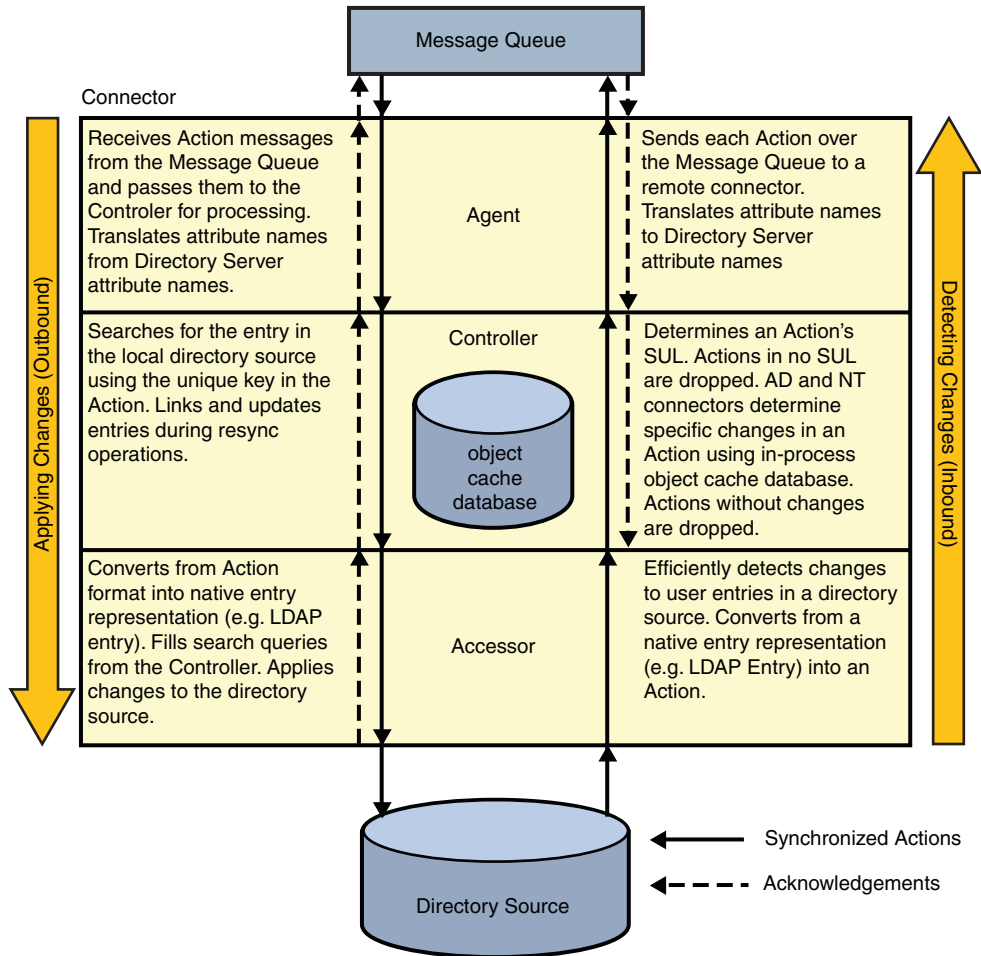 Message Queue
Connector
Applying Changes (Outbound)
Receives Action messages
from the Message Queue
and passes them to the
Controler for processing.
Translates attribute names
from Directory Server
attribute names.
Agent
Sends each Action over
the Message Queue to a
remote connector.
Translates attribute names
to Directory Server
attribute names
Detecting Changes (Inbound)
Searches for the entry in
the local directory source
using the unique key in the
Action. Links and updates
entries during resync
operations.
Controller
object
cache
database
Determines an Action's
SUL. Actions in no SUL
are dropped. AD and NT
connectors determine
specific changes in an
Action using in-process
object cache database.
Actions without changes
are dropped.
Converts from Action
format into native entry
representation (e.g. LDAP
entry). Fills search queries
from the Controller. Applies
changes to the directory
source.
Accessor
Efficiently detects changes
to user entries in a directory
source. Converts from a
native entry representation
(e.g. LDAP Entry) into an
Action.
Directory Source
Synchronized Actions
Acknowledgements